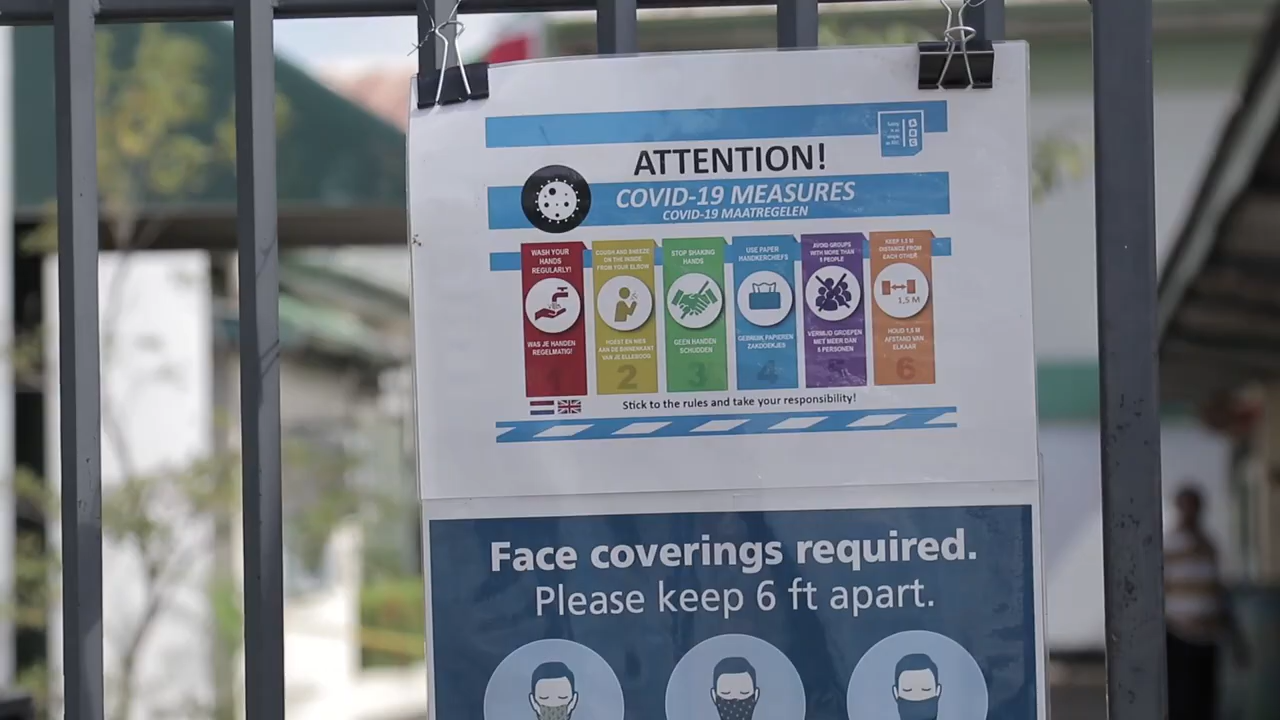 ATTENTION!
COVID-19 MEASURES
COVID-19 MAATREGELEN
WASH YOUR
HANDS
REGULARLY!
WAS JE HANDEN
REGELMATIG!
COUGH AND SNEEZE
ON THE INSIDE
FROM YOUR ELBOW
HOEST EN NIES
AAN DE BINNENKANT
VAN JE ELLEBOOG
2
STOP SHAKING
HANDS
GEEN HANDEN
SCHUDDEN
3
USE PAPER
HANDKERCHIEFS
GEBRUIK PAPIEREN
ZAKDOEKJES
4
AVOID GROUPS
WITH MORE THAN
PEOPLE
VERMIJD GROEPEN
MET MEER DAN
PERSONEN
5
KEEP 1,5 M
DISTANCE FROM
EACH OTHER
1,5 M
HOUD 1,5 M
AFSTAND VAN
ELKAAR
6
Stick to the rules and take your responsibility!
Face coverings required.
Please keep 6 ft apart.